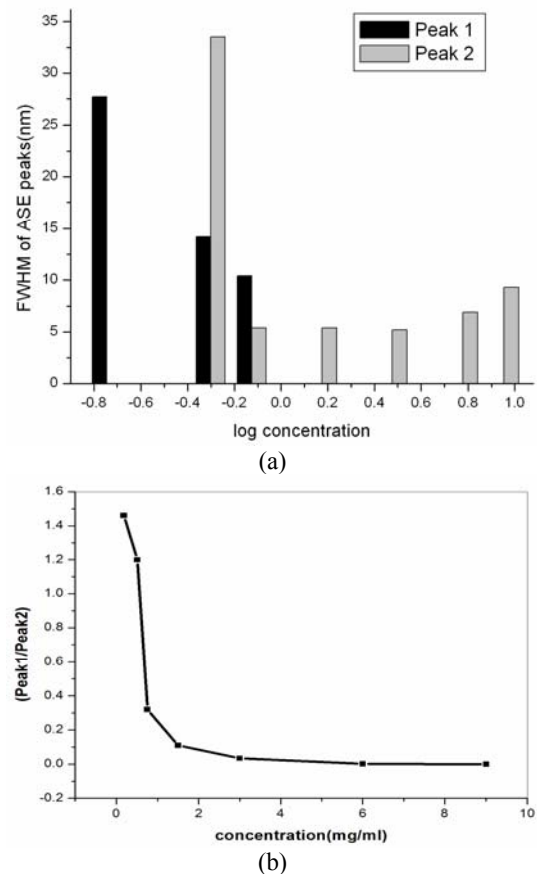 35
30
25
20
15
10
5
0
FWHM of ASE peaks(nm)
Peak 1
Peak 2
-0.8 -0.6 -0.4 -0.2 0.0 0.2 0.4 0.6 0.8 1.0
log concentration
(a)
1.6
1.4
1.2
1.0
0.8
0.6
0.4
0.2
0.0
-0.2
(Peak1/Peak2)
0 2 4 6 8 10
concentration(mg/ml)
(b)